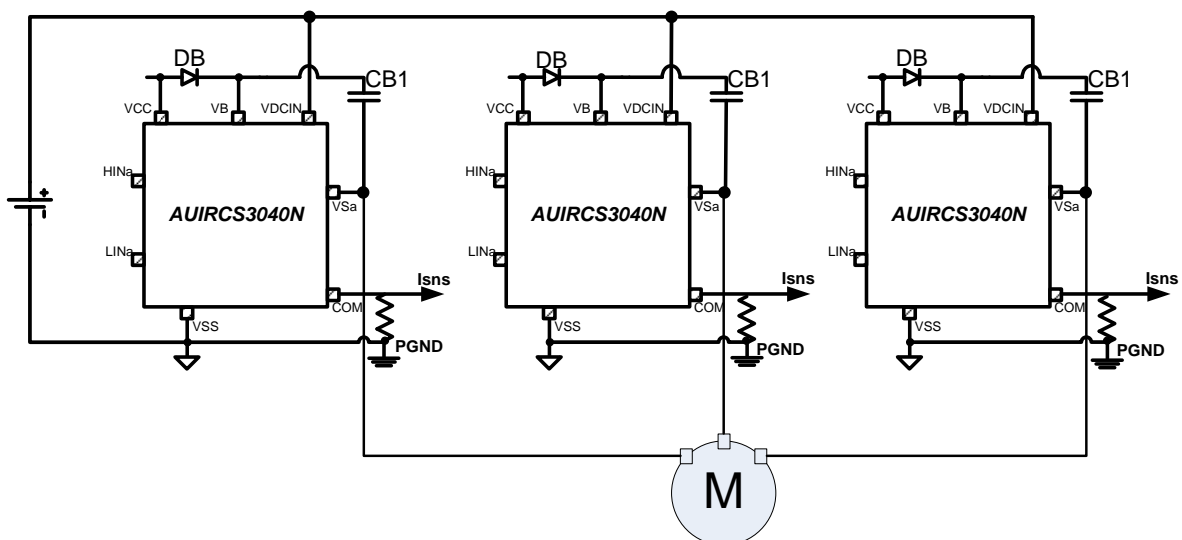 DB
CB1
VCC
VB
VDCIN
HINa
VSa
AUIRCS3040N
LINa
Isns
COM
VSS
PGND
DB
CB1
VCC
VB
VDCIN
HINa
VSa
AUIRCS3040N
LINa
Isns
COM
VSS
PGND
DB
CB1
VCC
VB
VDCIN
HINa
VSa
AUIRCS3040N
LINa
Isns
COM
VSS
PGND
+
M